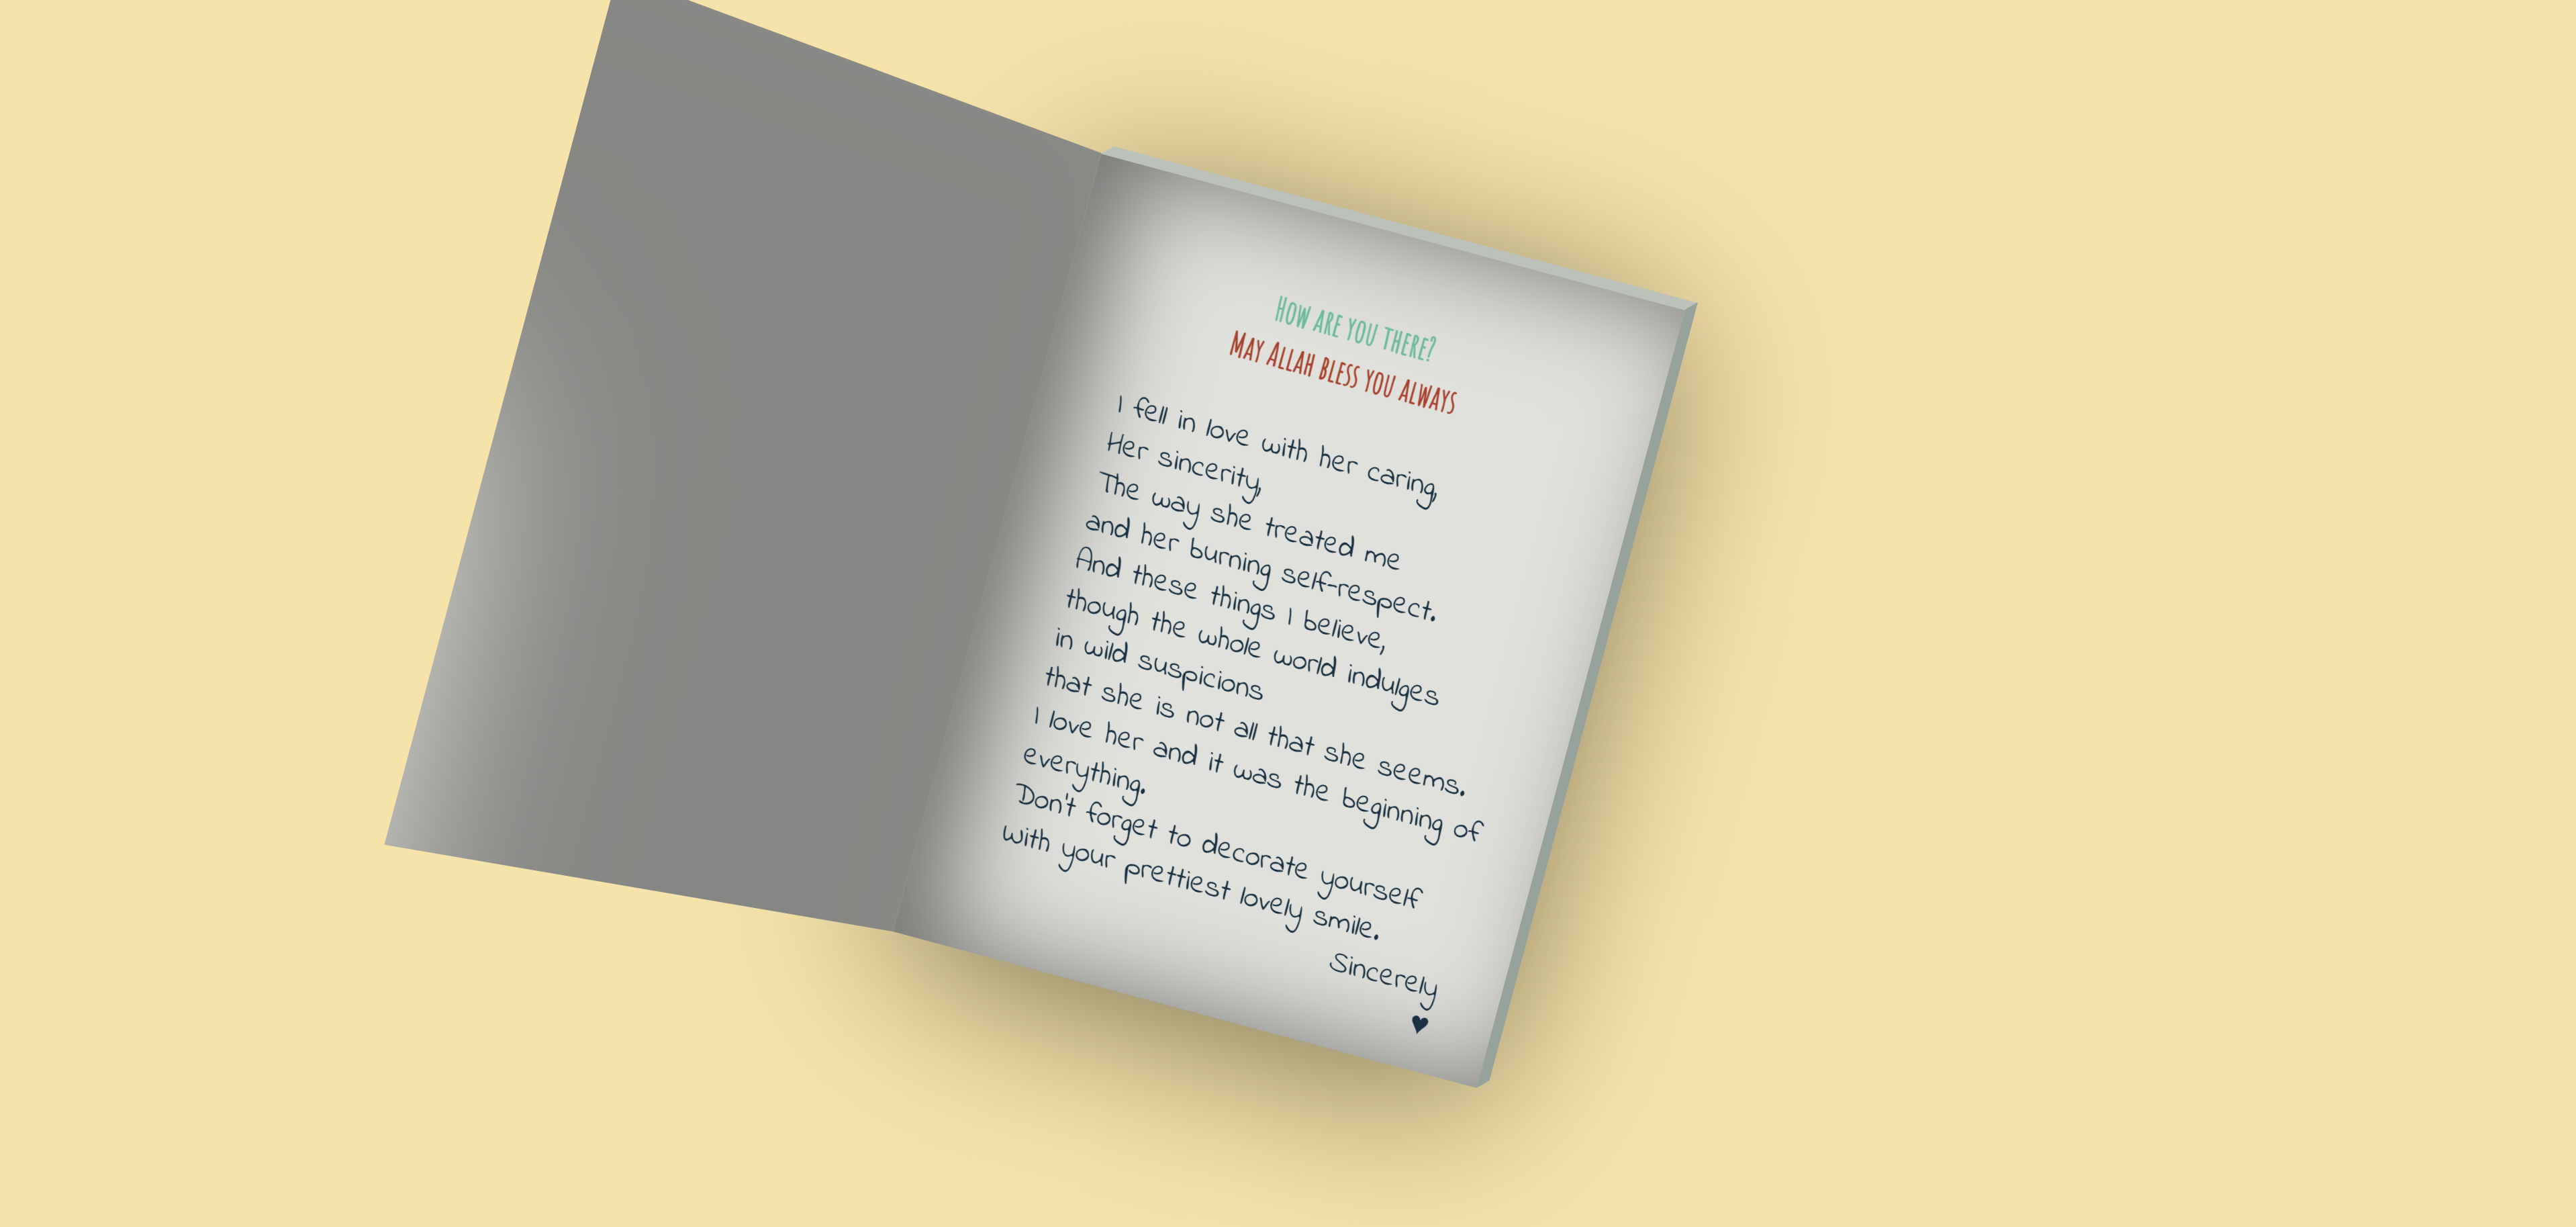 How are you there?
May Allah bless you always
I fell in love with her caring,
Her sincerity,
The way she treated me
and her burning self-respect.
And these things I believe,
though the whole world indulges
in wild suspicions
that she is not all that she seems.
I love her and it was the beginning of
everything.
Don't forget to decorate yourself
with your prettiest lovely smile.
Sincerely
♥